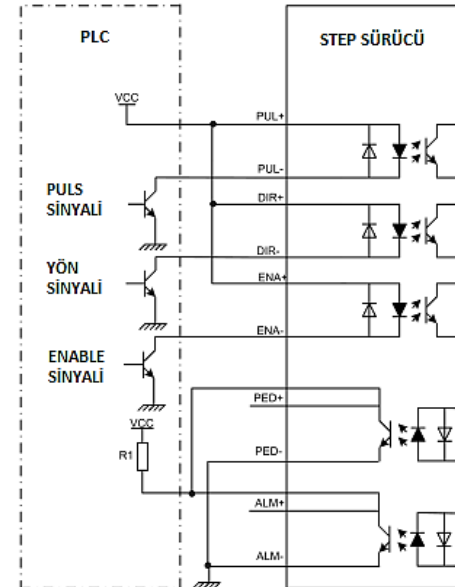 PLC
STEP SÜRÜCÜ
VCC
PUL+
PUL-
PULS
SİNYALİ
DIR+
DIR-
YÖN
SİNYALİ
ENA+
ENA-
ENABLE
SİNYALİ
PED+
VCC
R1
PED-
ALM+
ALM-